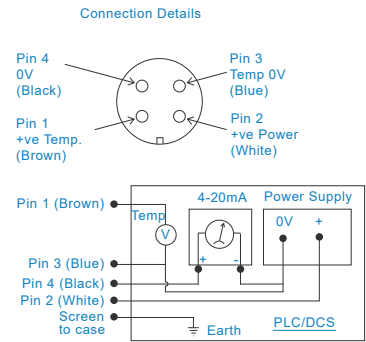 Connection Details
Pin 4
0V
(Black)
Pin 3
Temp 0V
(Blue)
Pin 1
+ve Temp.
(Brown)
Pin 2
+ve Power
(White)
Pin 1 (Brown)
Temp
V
4-20mA
+ -
Power Supply
0V +
Pin 3 (Blue)
Pin 4 (Black)
Pin 2 (White)
Screen
to case
Earth
PLC/DCS